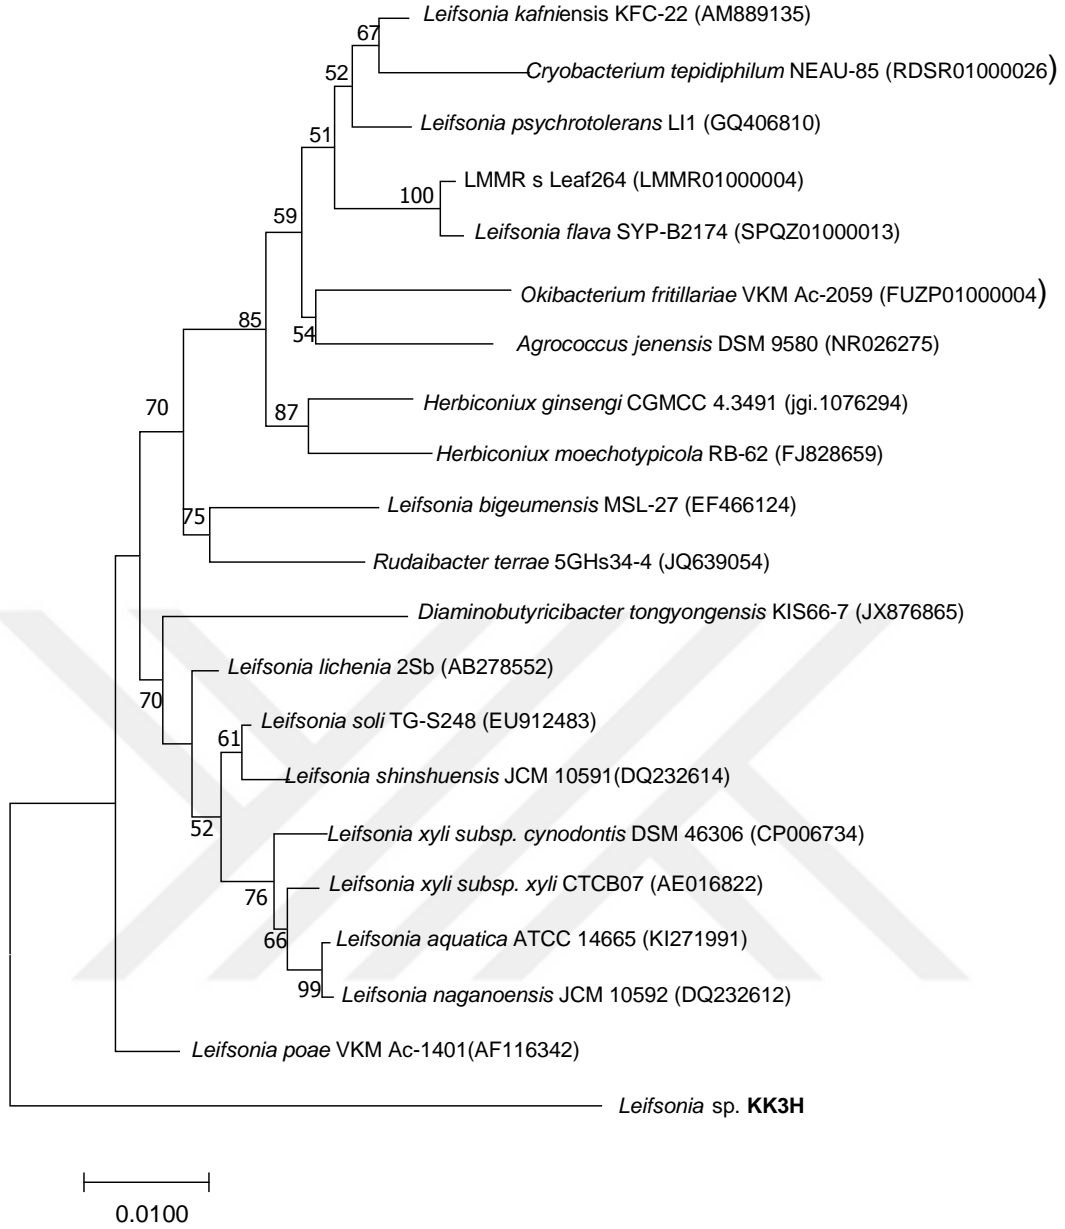 Leifsonia kafniensis KFC-22 (AM889135)
67
Cryobacterium tepidiphilum NEAU-85 (RDSR01000026)
52
Leifsonia psychrotolerans LI1 (GQ406810)
51
LMMR s Leaf264 (LMMR01000004)
100
59
Leifsonia flava SYP-B2174 (SPQZ01000013)
Okibacterium fritillariae VKM Ac-2059 (FUZP01000004)
85
54
Agrococcus jenensis DSM 9580 (NR026275)
70
Herbiconiux ginsengi CGMCC 4.3491 (jgi.1076294)
87
Herbiconiux moechotypicola RB-62 (FJ828659)
Leifsonia bigeumensis MSL-27 (EF466124)
75
Rudaibacter terrae 5GHs34-4 (JQ639054)
Diaminobutyricibacter tongyongensis KIS66-7 (JX876865)
Leifsonia lichenia 2Sb (AB278552)
70
Leifsonia soli TG-S248 (EU912483)
61
Leifsonia shinshuensis JCM 10591(DQ232614)
52
Leifsonia xyli subsp. cynodontis DSM 46306 (CP006734)
Leifsonia xyli subsp. xyli CTCB07 (AE016822)
76
66
Leifsonia aquatica ATCC 14665 (KI271991)
99
Leifsonia naganoensis JCM 10592 (DQ232612)
Leifsonia poae VKM Ac-1401(AF116342)
Leifsonia sp. KK3H
0.0100